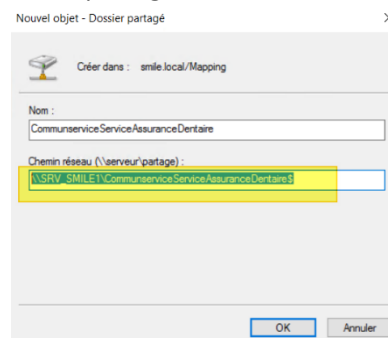 Nouvel objet - Dossier partagé
Créer dans : smile.local/Mapping
Nom :
CommunserviceServiceAssuranceDentaire
Chemin réseau (\\serveur\partage) :
\\SRV_SMILE1\CommunserviceServiceAssuranceDentaire$
OK Annuler